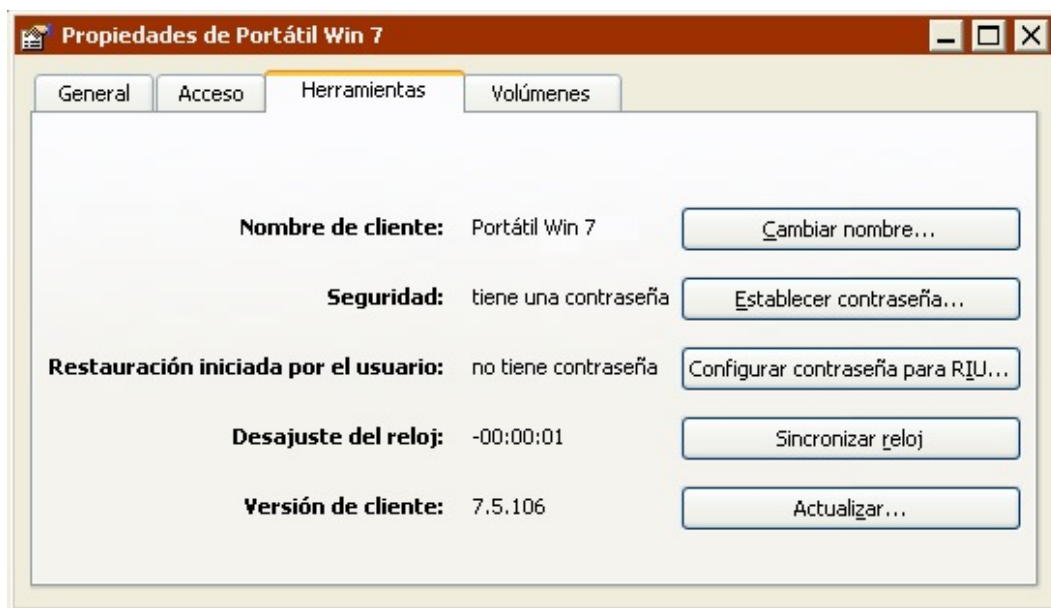 Propiedades de Portátil Win 7
General Acceso Herramientas Volúmenes
Nombre de cliente: Portátil Win 7 Cambiar nombre...
Seguridad: tiene una contraseña Establecer contraseña...
Restauración iniciada por el usuario: no tiene contraseña Configurar contraseña para RIU...
Desajuste del reloj: -00:00:01 Sincronizar reloj
Versión de cliente: 7.5.106 Actualizar...